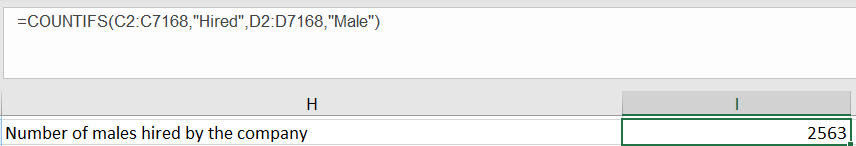 =COUNTIFS(C2:C7168,"Hired",D2:D7168,"Male")
H I
Number of males hired by the company 2563